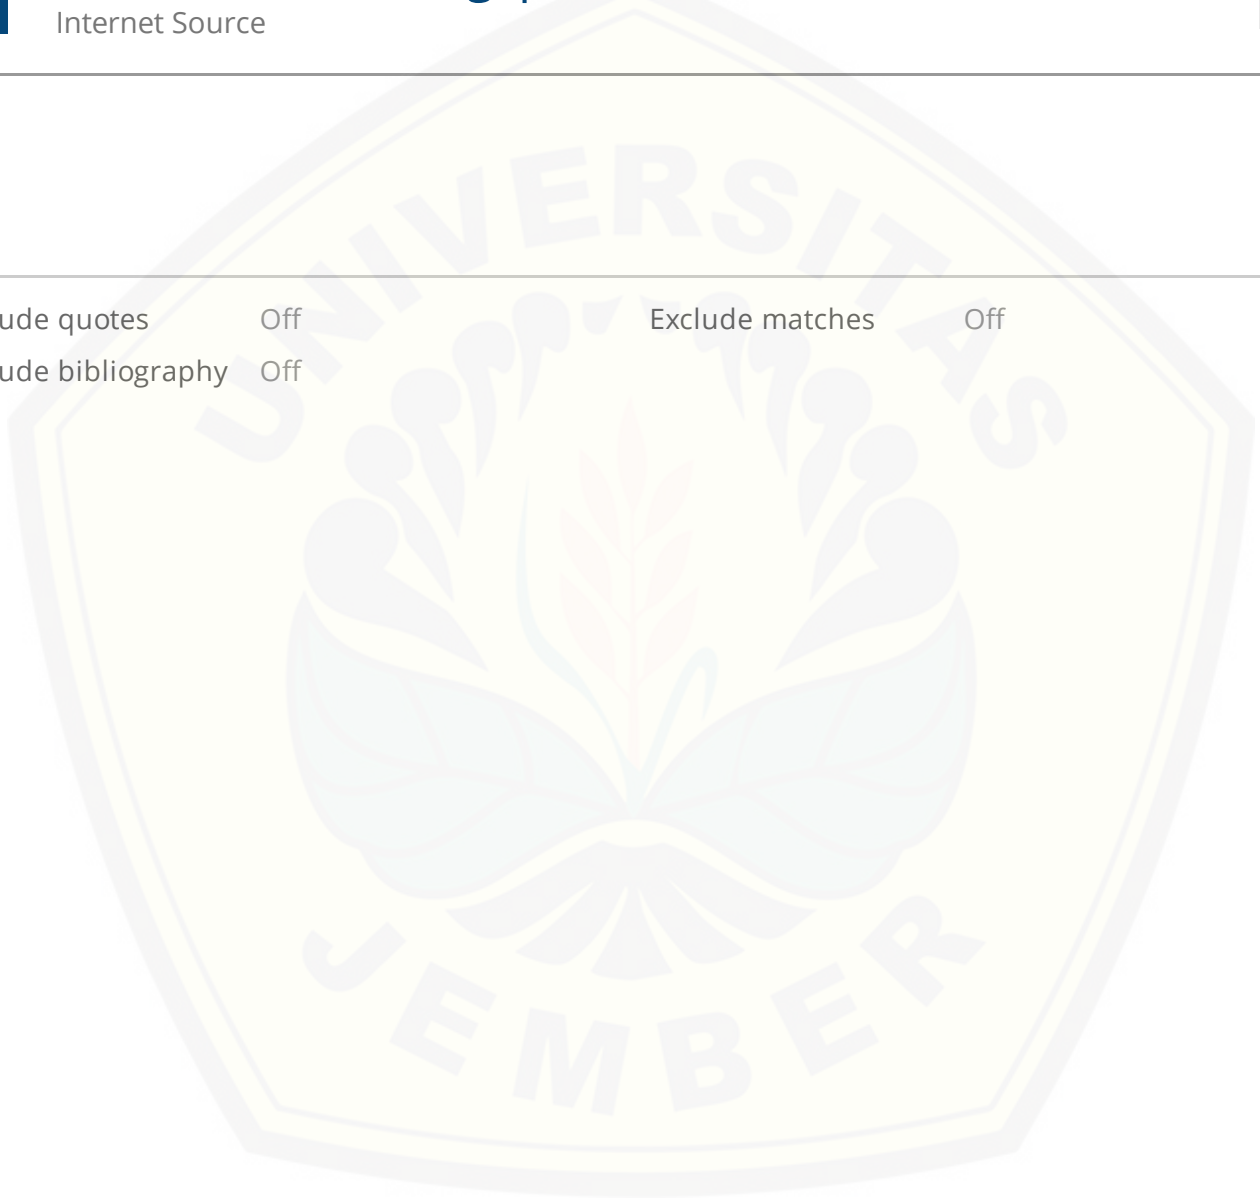 Internet Source
UNIVERSITAS
ude quotes Off Exclude matches Off
ude bibliography Off
JEMBER